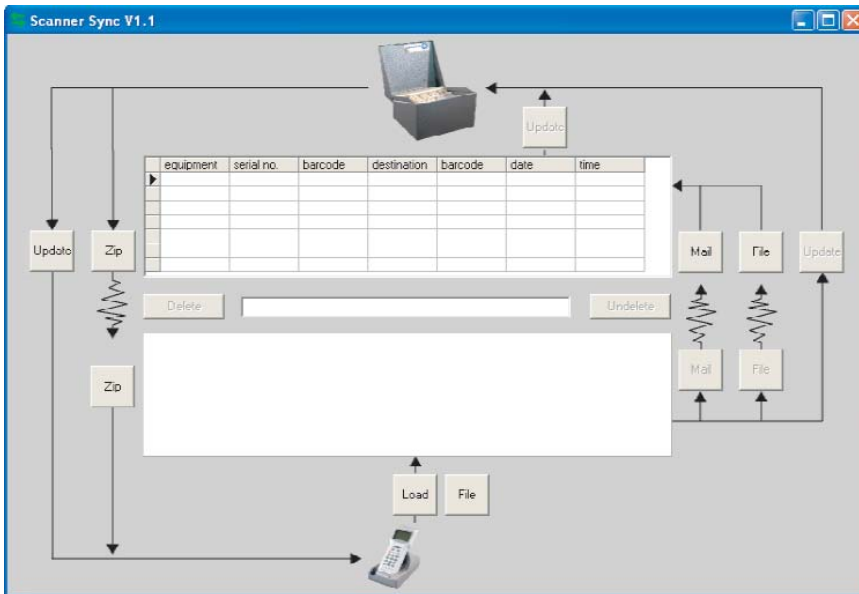 Scanner Sync V1.1
Update
equipment serial no. barcode destination barcode date time
Update Zip Mail File Update
Delete Undelete
Zip Mail File
Load File